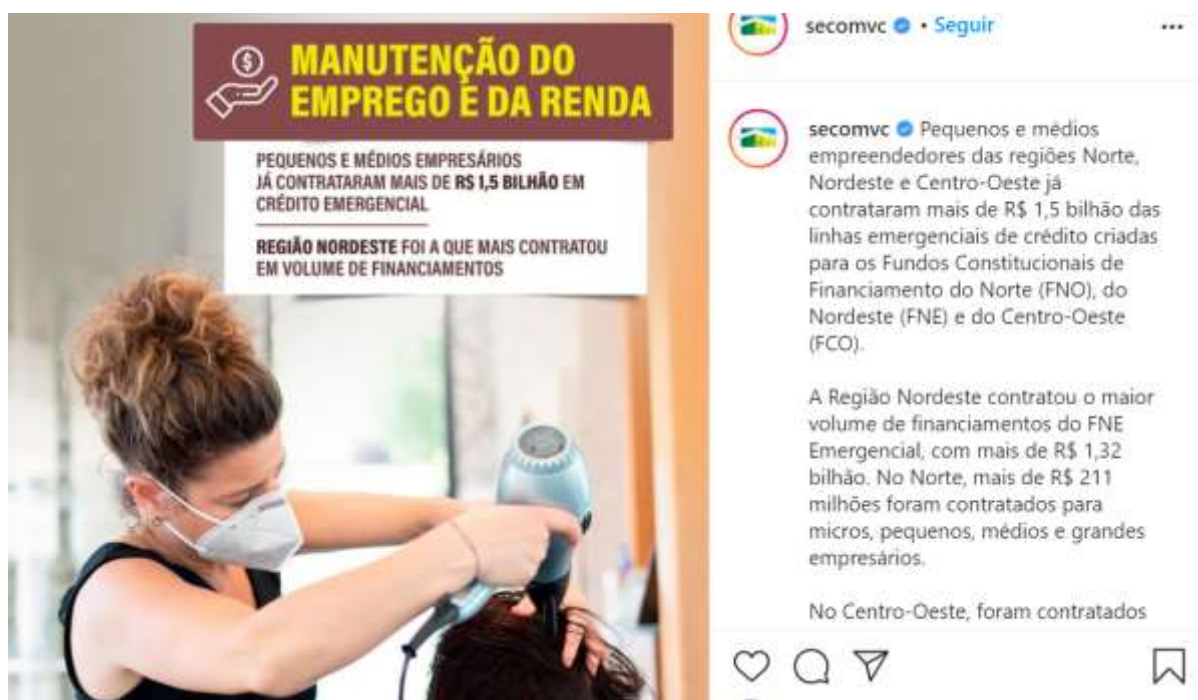 MANUTENÇÃO DO
EMPREGO E DA RENDA
PEQUENOS E MÉDIOS EMPRESÁRIOS
JÁ CONTRATARAM MAIS DE R$ 1,5 BILHÃO EM
CRÉDITO EMERGENCIAL
REGIÃO NORDESTE FOI A QUE MAIS CONTRATOU
EM VOLUME DE FINANCIAMENTOS
secomvc • Seguir
secomvc Pequenos e médios
empreendedores das regiões Norte,
Nordeste e Centro-Oeste já
contrataram mais de R$ 1,5 bilhão das
linhas emergenciais de crédito criadas
para os Fundos Constitucionais de
Financiamento do Norte (FNO), do
Nordeste (FNE) e do Centro-Oeste
(FCO).
A Região Nordeste contratou o maior
volume de financiamentos do FNE
Emergencial, com mais de R$ 1,32
bilhão. No Norte, mais de R$ 211
milhões foram contratados para
micros, pequenos, médios e grandes
empresários.
No Centro-Oeste, foram contratados